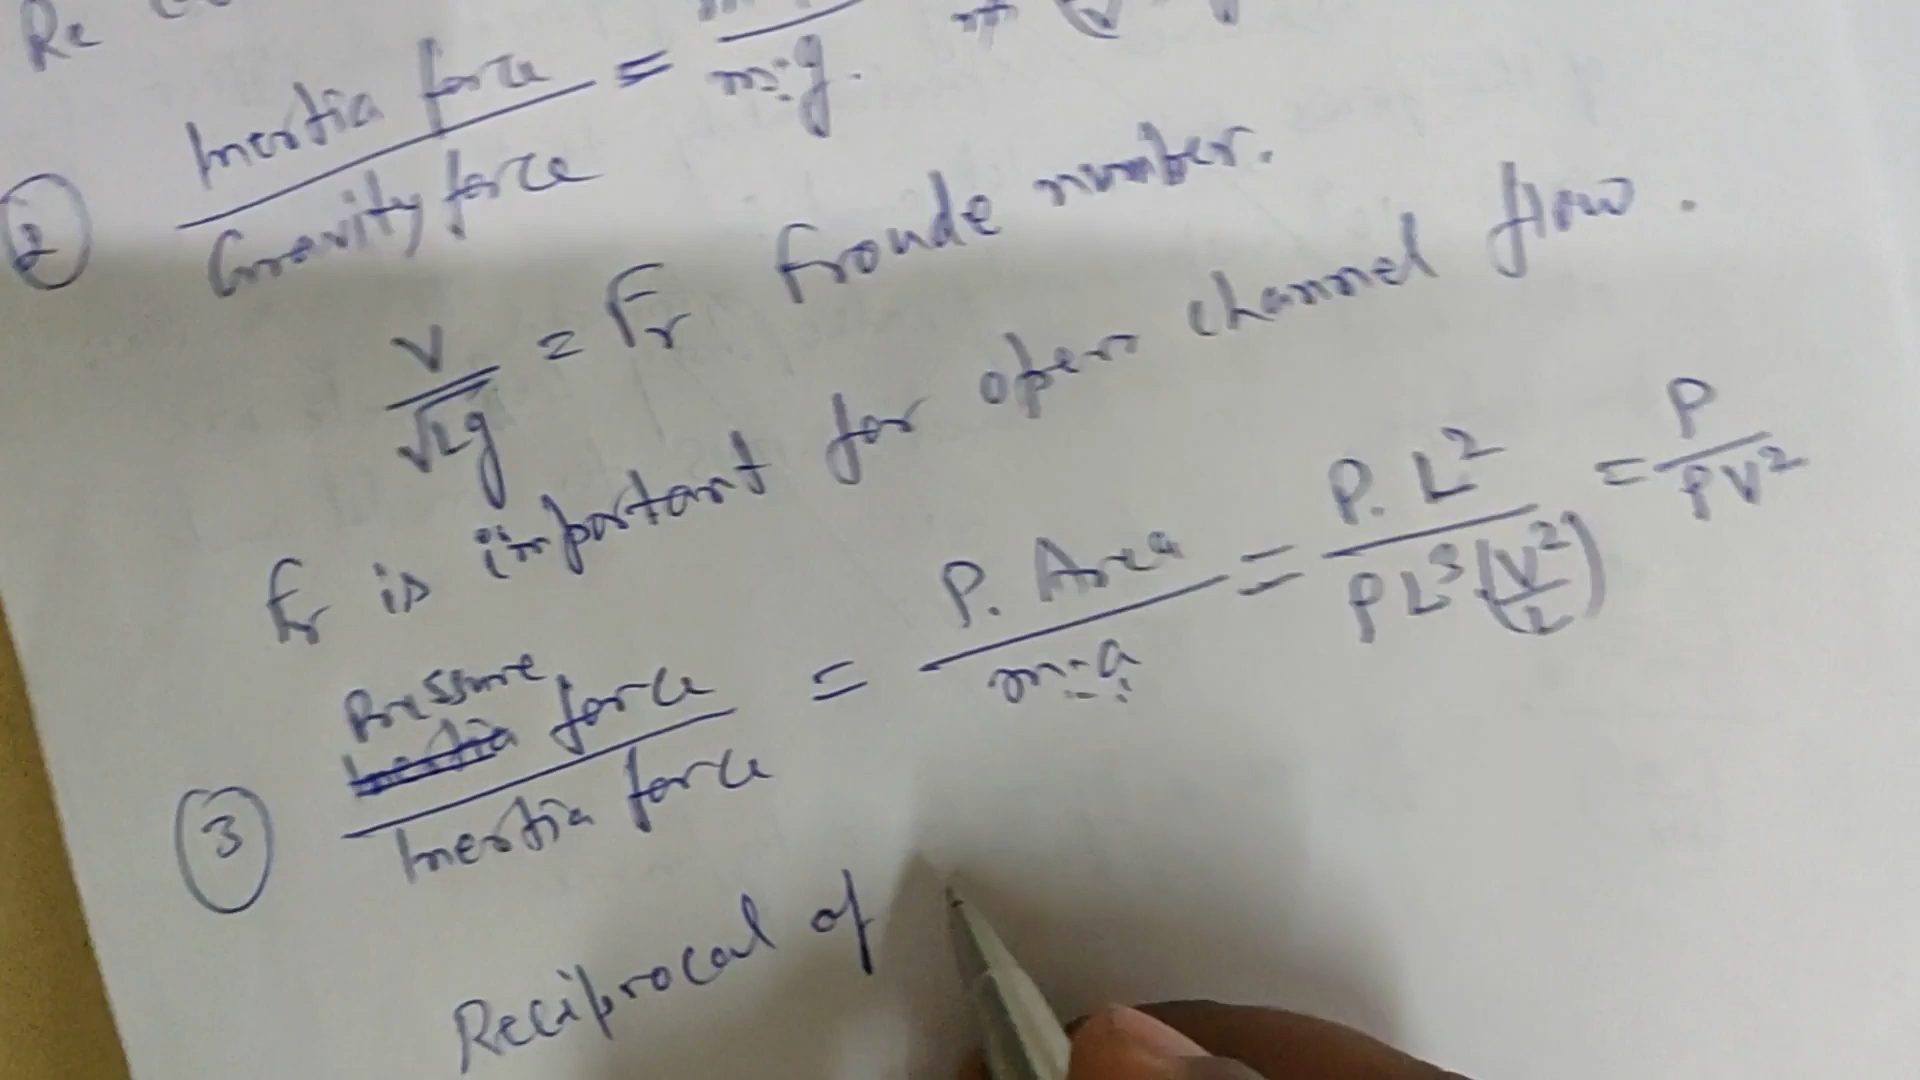 Re
② Inertia force / Gravity force = / m·g.
V / √Lg = Fr Froude number.
Fr is important for open channel flow.
③ Pressure force / Inertia force = P. Area / m·a = P. L² / ρL³(V²/L) = P / ρV²
Reciprocal of